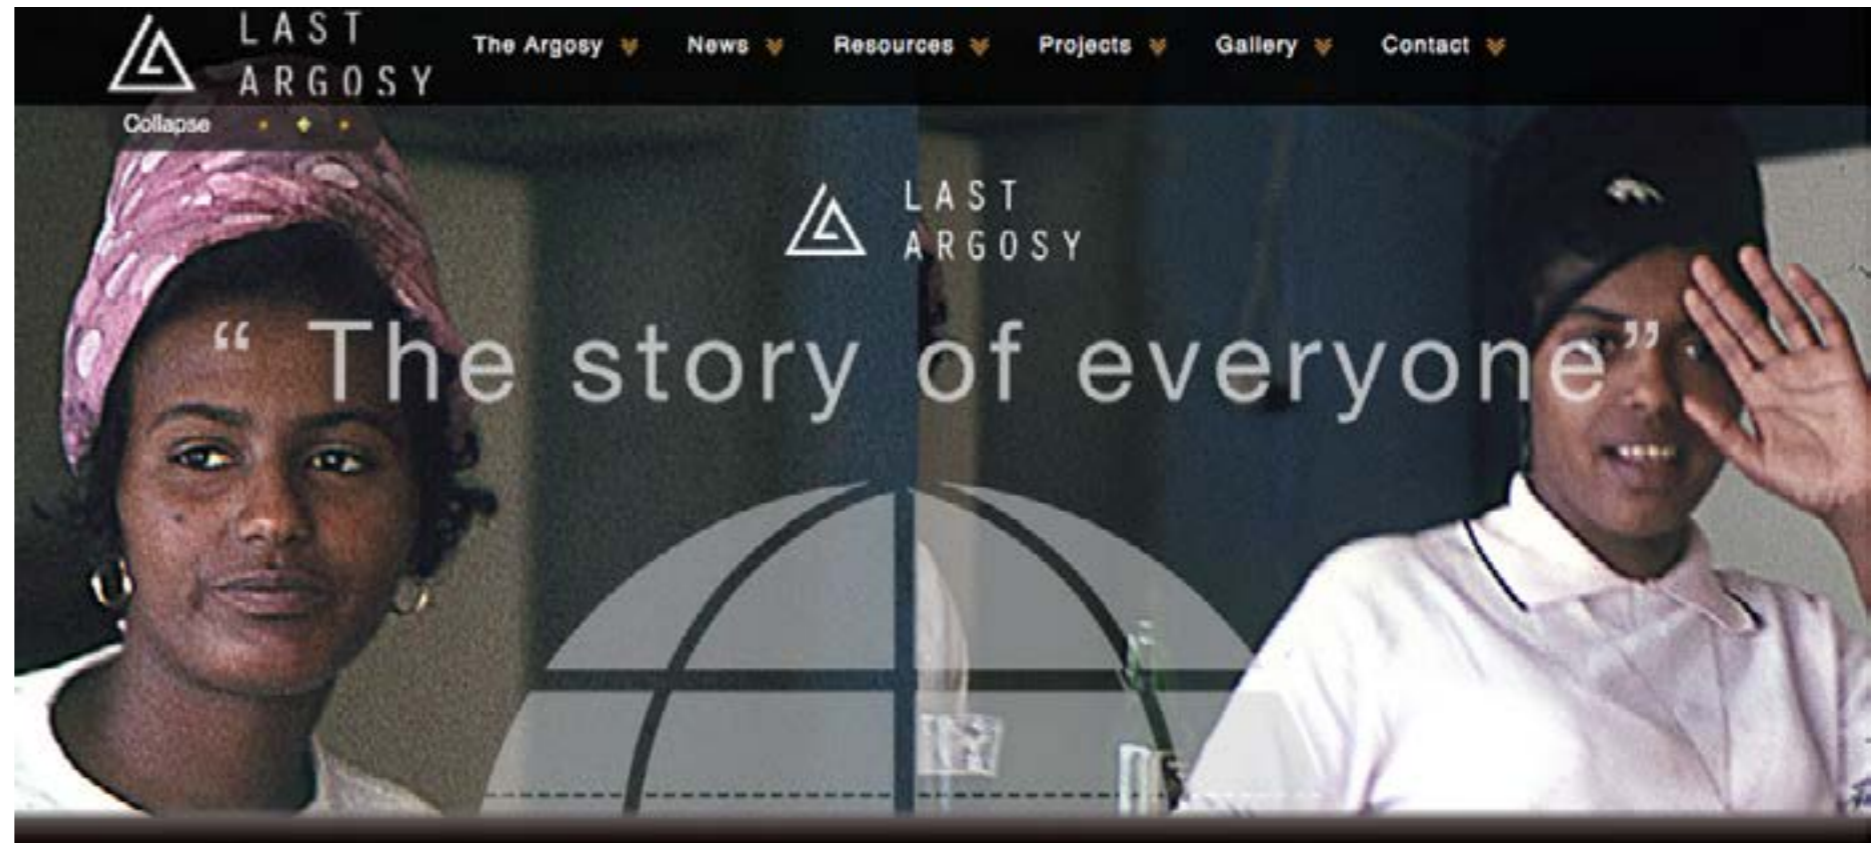 LAST
ARGOSY
The Argosy News Resources Projects Gallery Contact
Collapse
LAST
ARGOSY
“ The story of everyone”